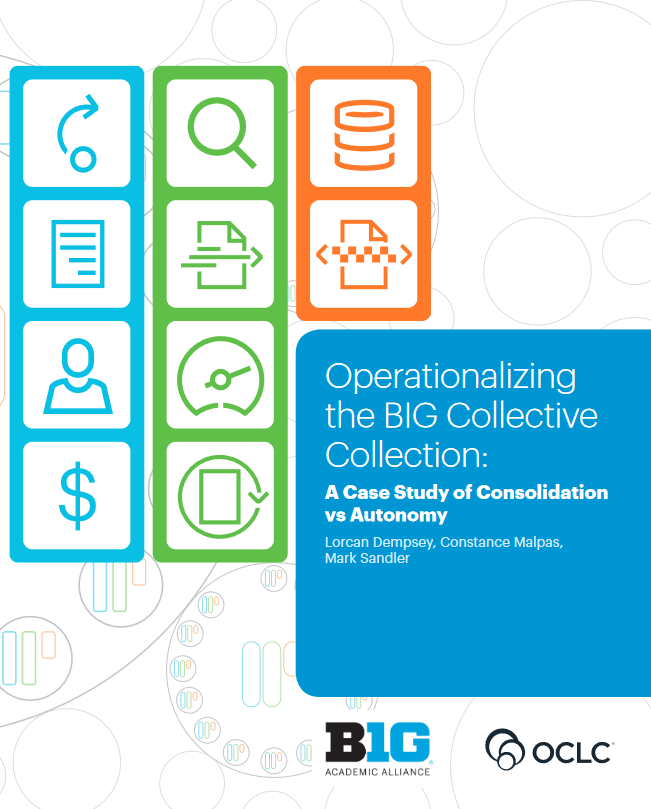 Operationalizing
the BIG Collective
Collection:
A Case Study of Consolidation
vs Autonomy
Lorcan Dempsey, Constance Malpas,
Mark Sandler
$
B1G®
ACADEMIC ALLIANCE
OCLC®